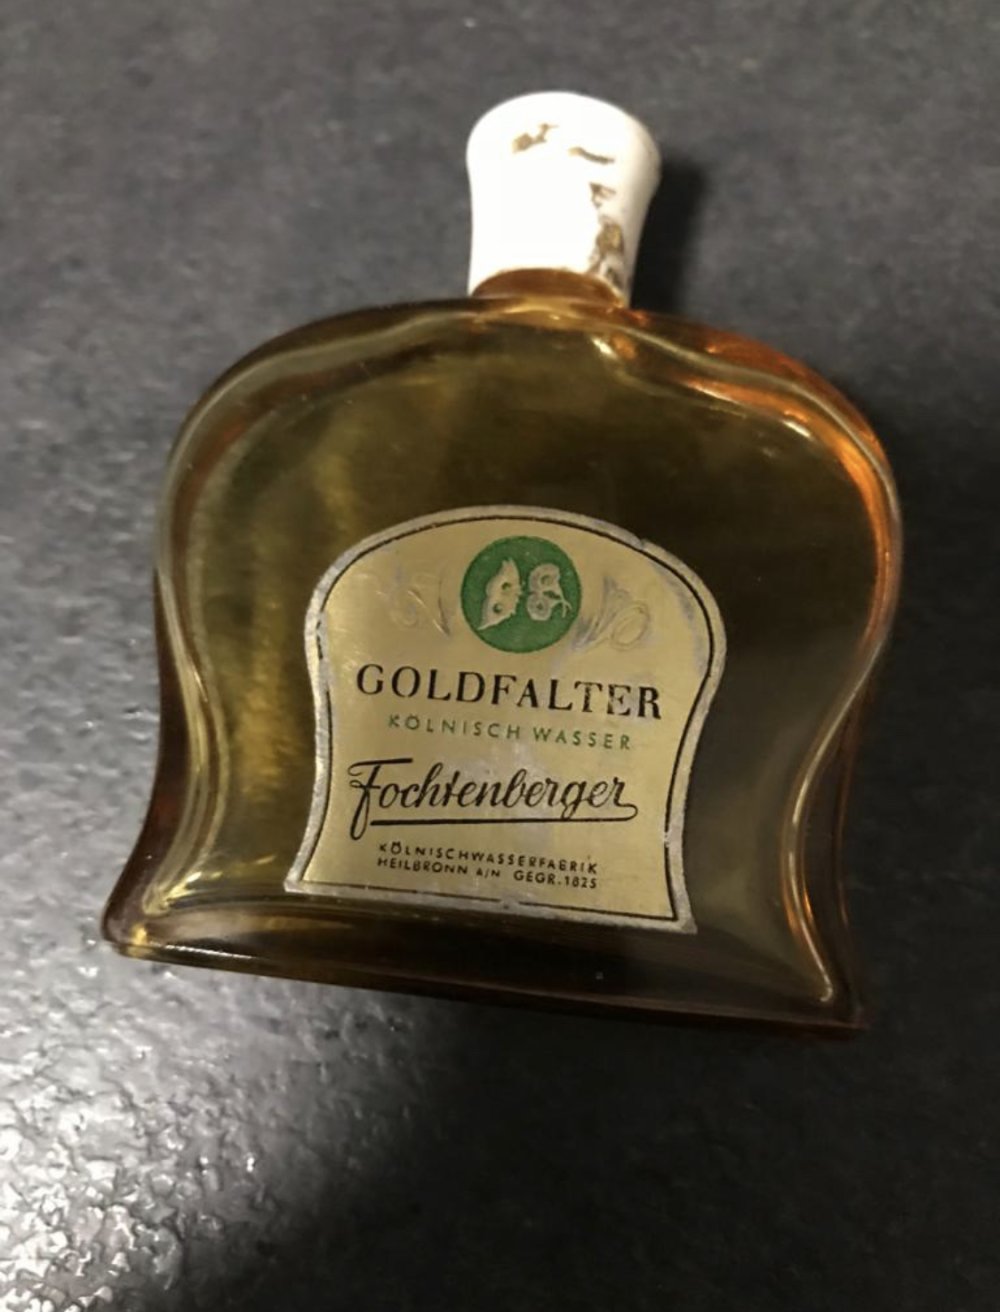 GOLDFALTER
KÖLNISCH WASSER
Fochtenberger
KÖLNISCHWASSERFABRIK
HEILBRONN A/N GEGR.1825